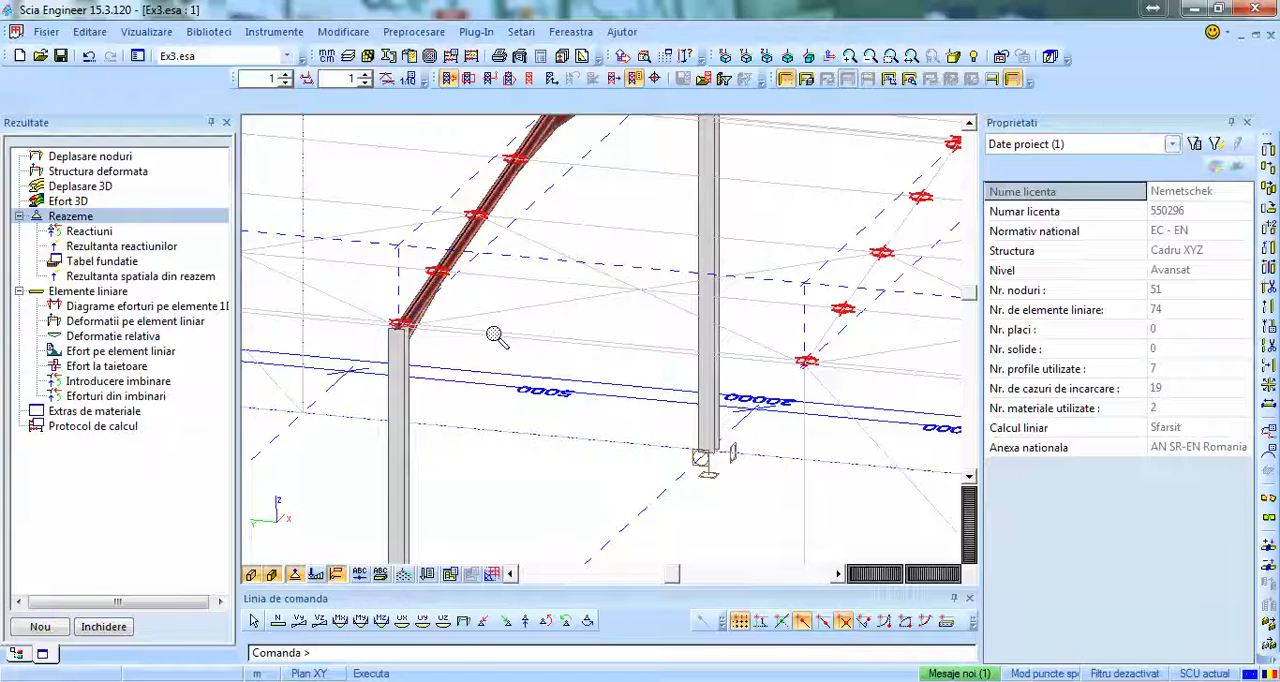 Scia Engineer 15.3.120 - [Ex3.esa : 1]
Fisier Editare Vizualizare Biblioteci Instrumente Modificare Preprocesare Plug-In Setari Fereastra Ajutor
Ex3.esa
1 1
Rezultate
Deplasare noduri
Structura deformata
Deplasare 3D
Efort 3D
Reazeme
Reactiuni
Rezultanta reactiunilor
Tabel fundatie
Rezultanta spatiala din reazem
Elemente liniare
Diagrame eforturi pe elemente 1D
Deformatii pe element liniar
Deformatie relativa
Efort pe element liniar
Efort la taietoare
Introducere imbinare
Eforturi din imbinari
Extras de materiale
Protocol de calcul
Nou Inchidere
5000
20000
z
x
Y
Linia de comanda
Comanda >
Proprietati
Date proiect (1)
Nume licenta Nemetschek
Numar licenta 550296
Normativ national EC - EN
Structura Cadru XYZ
Nivel Avansat
Nr. noduri : 51
Nr. de elemente liniare: 74
Nr. placi : 0
Nr. solide : 0
Nr. profile utilizate : 7
Nr. de cazuri de incarcare : 19
Nr. materiale utilizate : 2
Calcul liniar Sfarsit
Anexa nationala AN SR-EN Romania
m Plan XY Executa Mesaje noi (1) Mod puncte sp Filtru dezactivat SCU actual